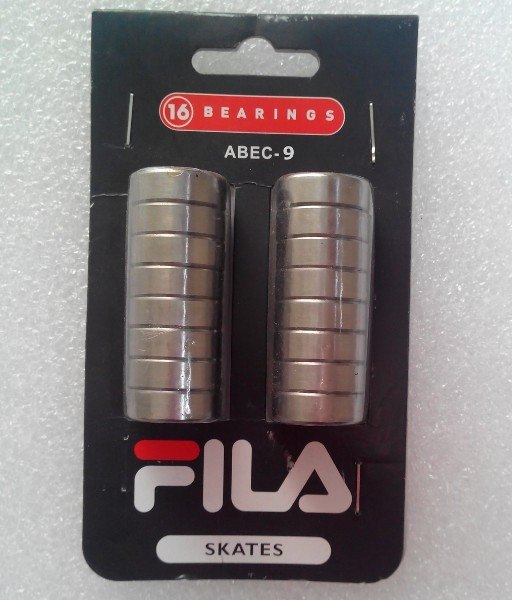 16 BEARINGS
ABEC-9
FILA
SKATES